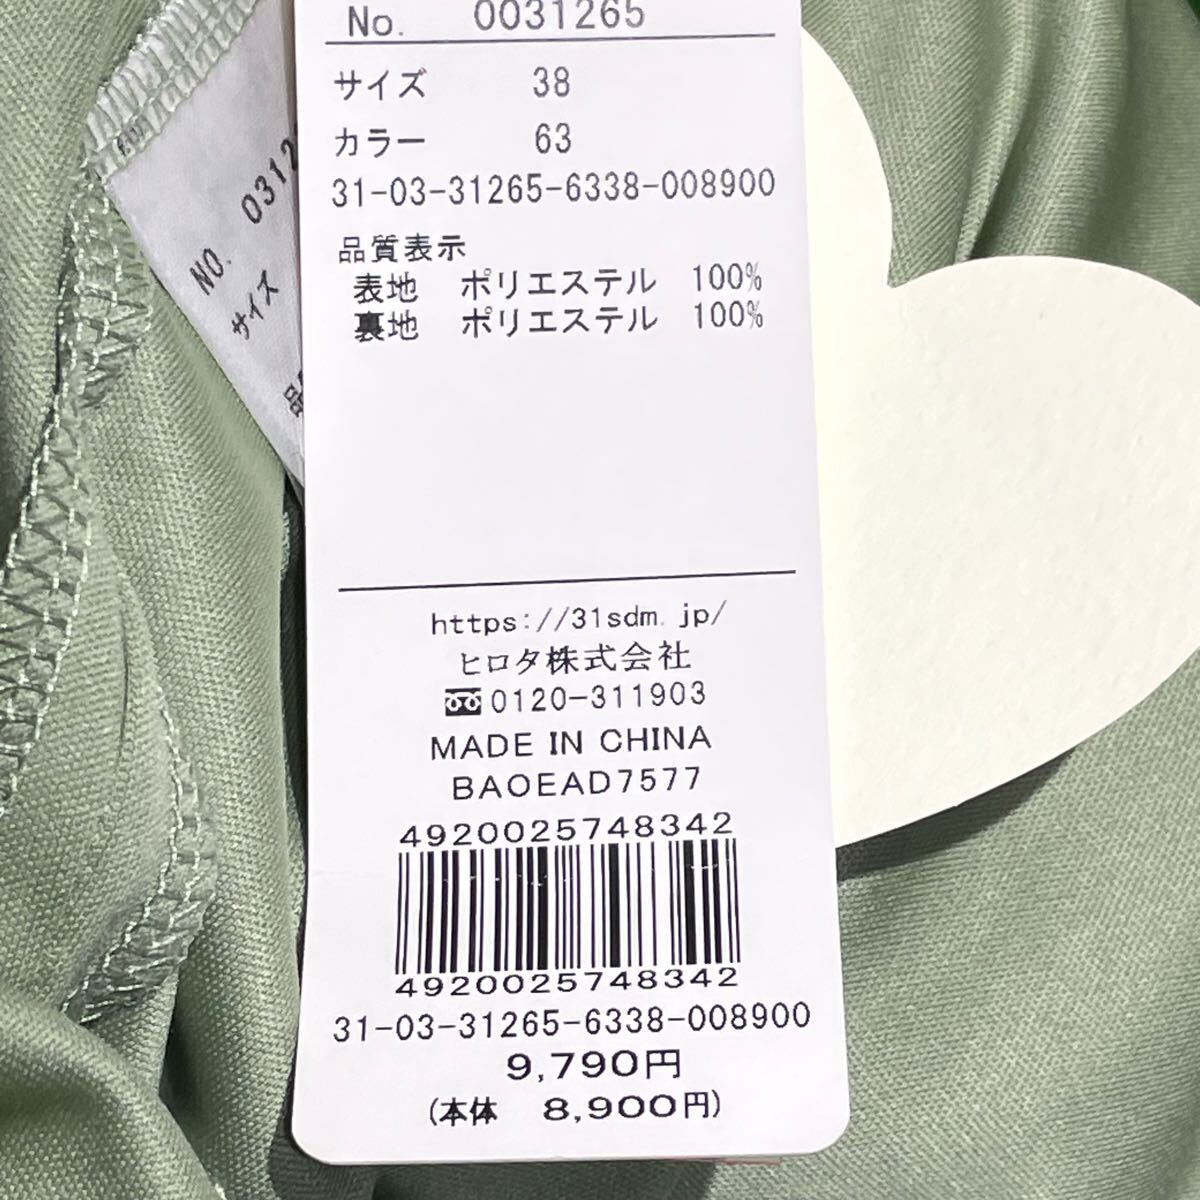 No. 0031265
サイズ 38
カラー 63
31-03-31265-6338-008900
品質表示
表地 ポリエステル 100%
裏地 ポリエステル 100%
https://31sdm.jp/
ヒロタ株式会社
0120-311903
MADE IN CHINA
BAOEAD7577
4920025748342
4920025748342
31-03-31265-6338-008900
9,790円
(本体 8,900円)
NO. 0312
サイズ
品